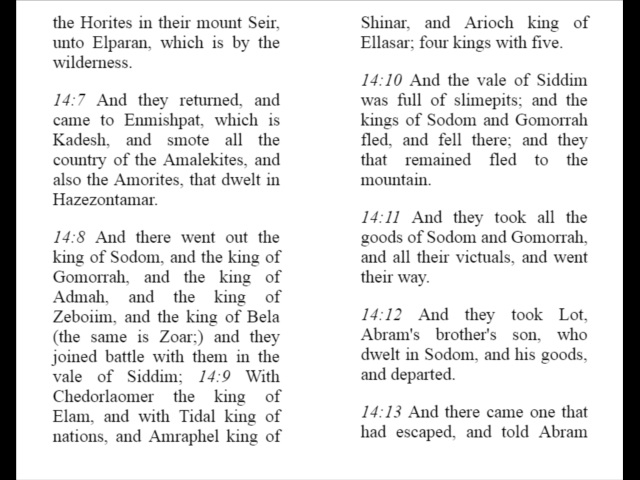 the Horites in their mount Seir,
unto Elparan, which is by the
wilderness.
14:7 And they returned, and
came to Enmishpat, which is
Kadesh, and smote all the
country of the Amalekites, and
also the Amorites, that dwelt in
Hazezontamar.
14:8 And there went out the
king of Sodom, and the king of
Gomorrah, and the king of
Admah, and the king of
Zeboiim, and the king of Bela
(the same is Zoar;) and they
joined battle with them in the
vale of Siddim; 14:9 With
Chedorlaomer the king of
Elam, and with Tidal king of
nations, and Amraphel king of
Shinar, and Arioch king of
Ellasar; four kings with five.
14:10 And the vale of Siddim
was full of slimepits; and the
kings of Sodom and Gomorrah
fled, and fell there; and they
that remained fled to the
mountain.
14:11 And they took all the
goods of Sodom and Gomorrah,
and all their victuals, and went
their way.
14:12 And they took Lot,
Abram's brother's son, who
dwelt in Sodom, and his goods,
and departed.
14:13 And there came one that
had escaped, and told Abram